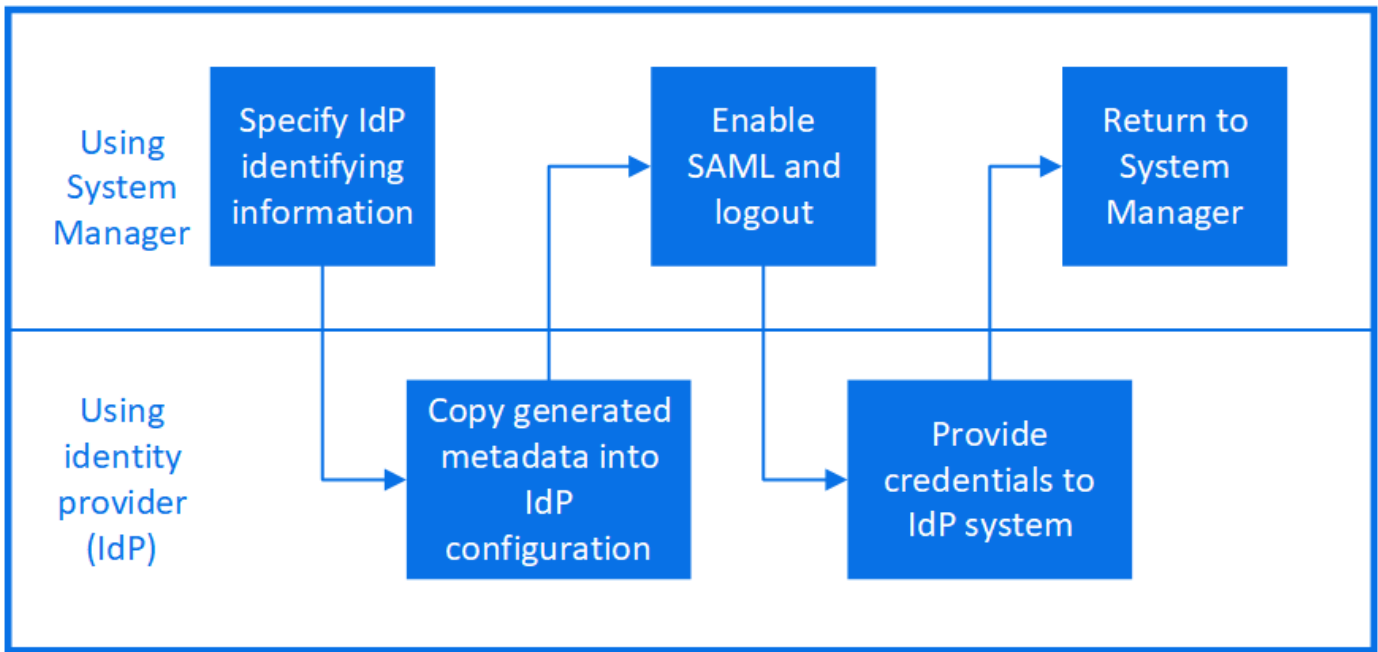 Using
System
Manager
Specify IdP
identifying
information
Enable
SAML and
logout
Return to
System
Manager
Using
identity
provider
(IdP)
Copy generated
metadata into
IdP
configuration
Provide
credentials to
IdP system